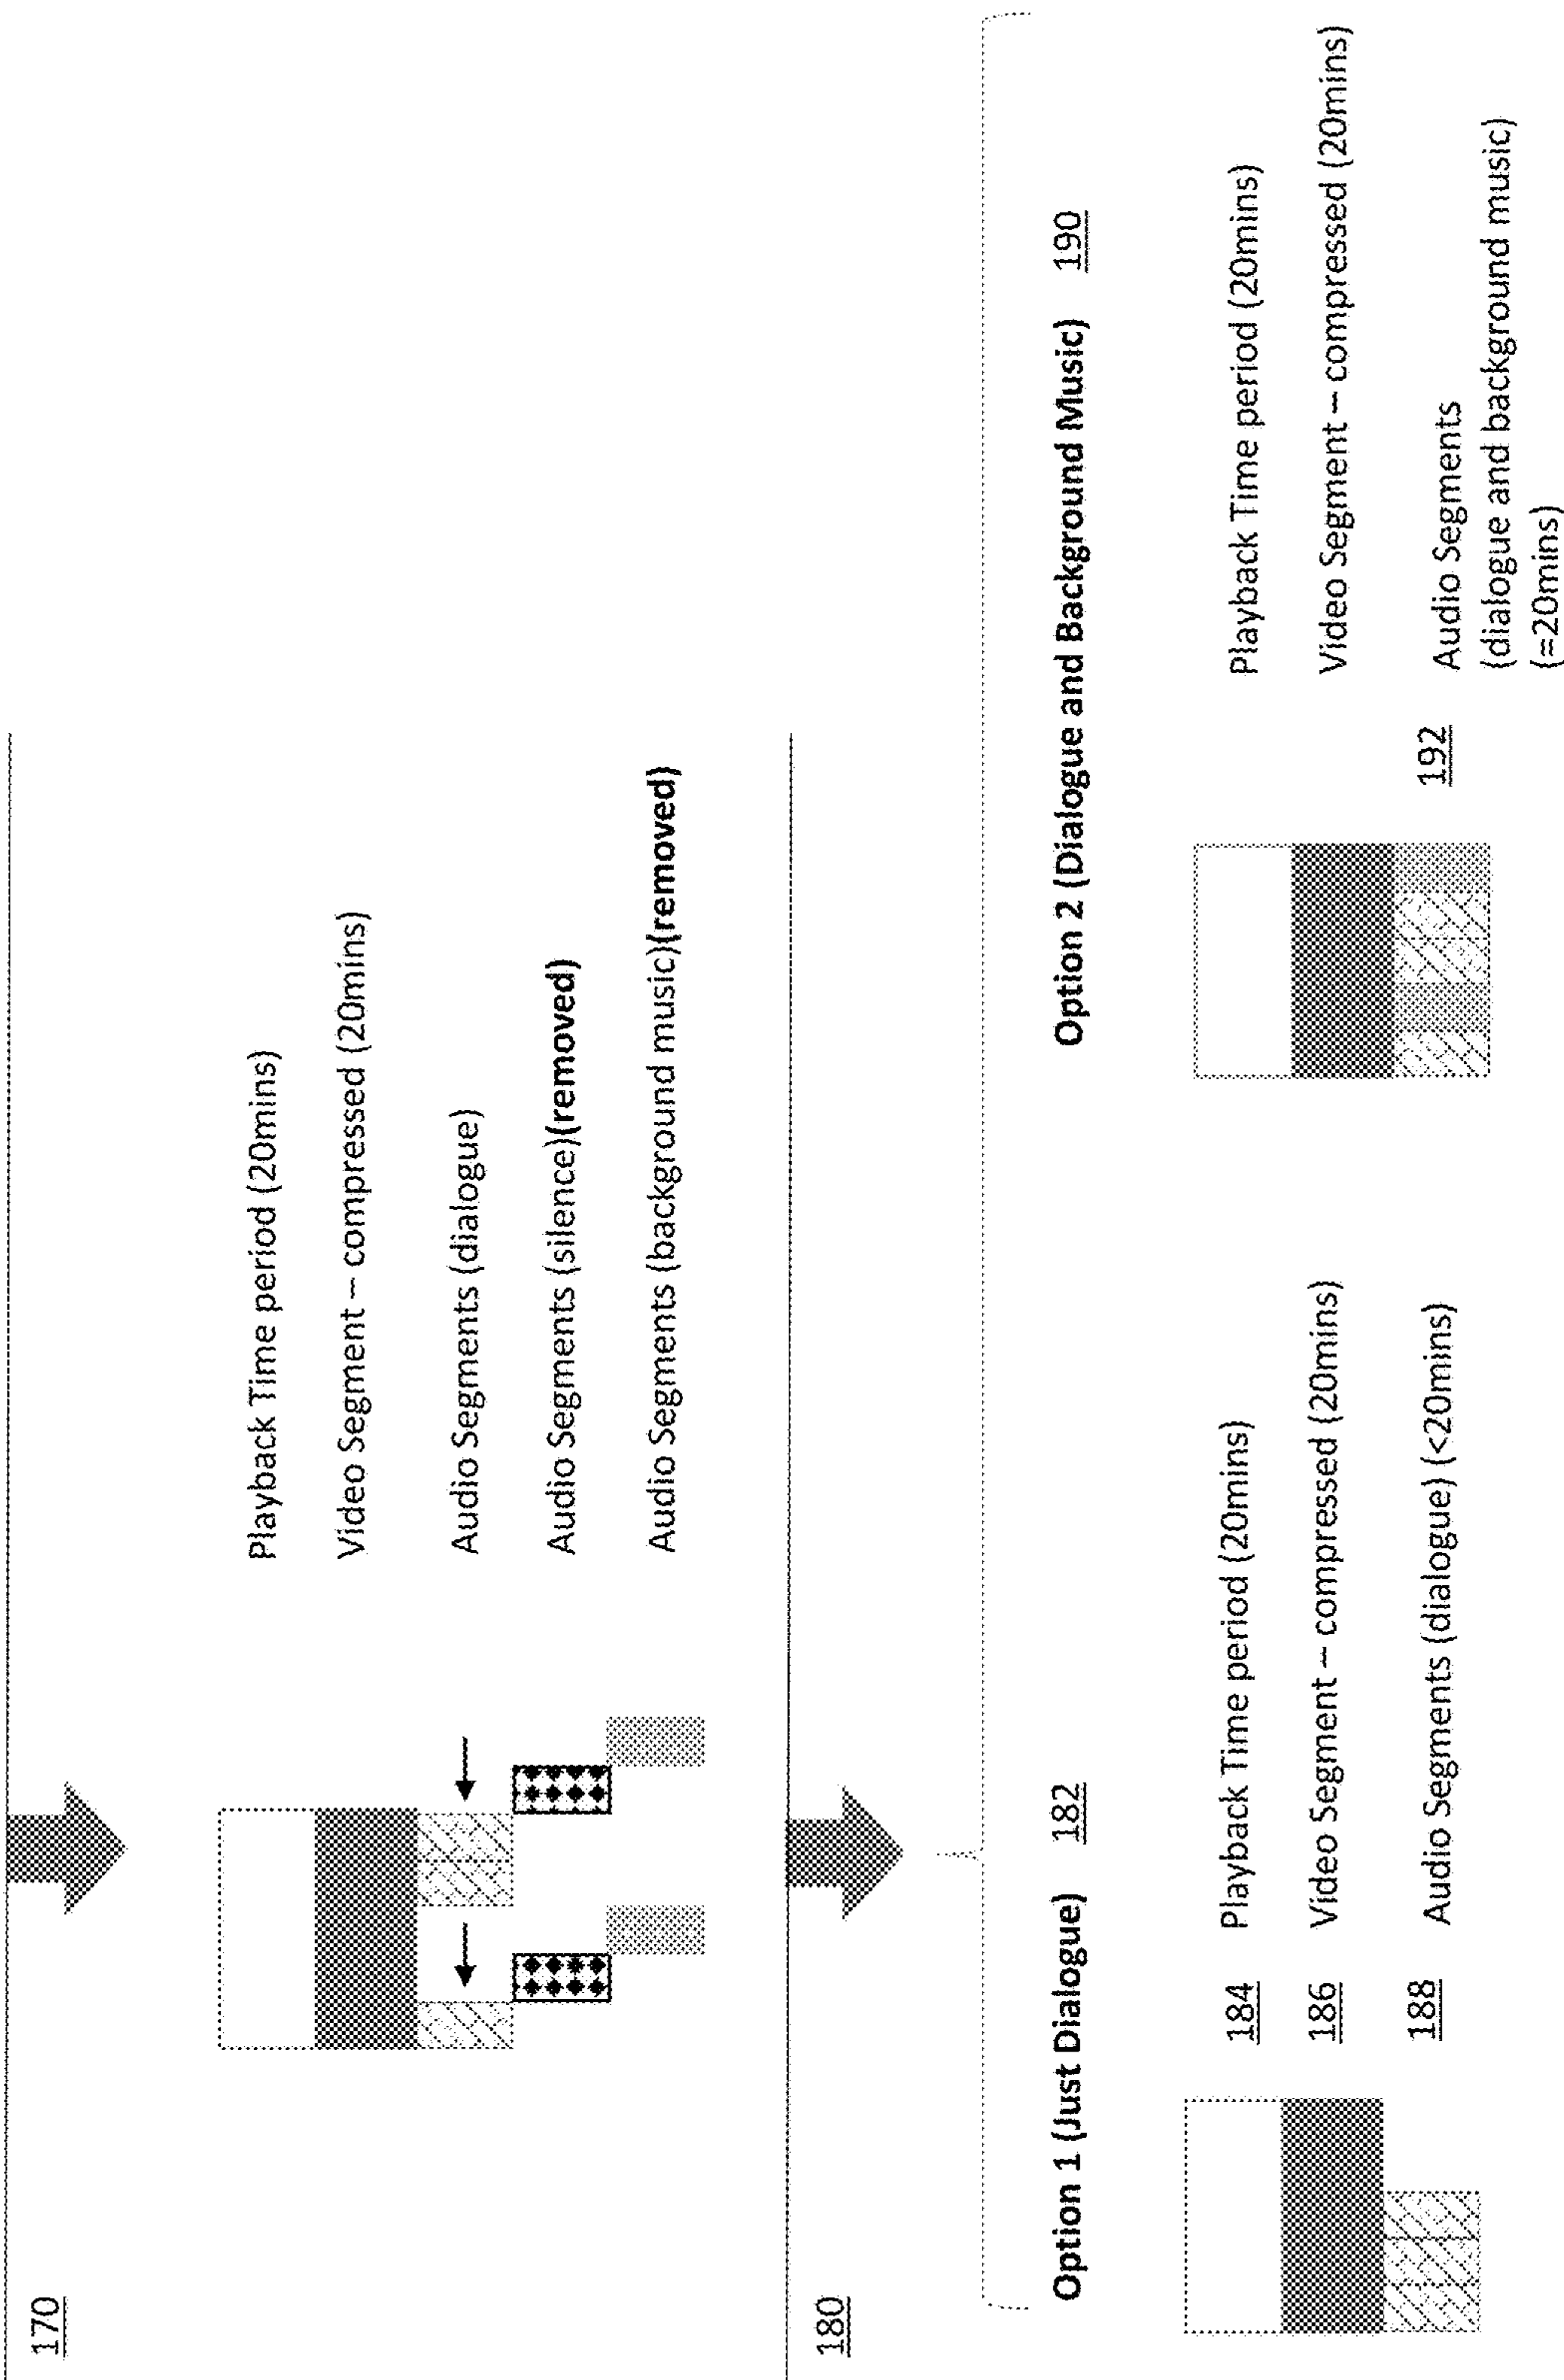 170
Playback Time period (20mins)
Video Segment – compressed (20mins)
Audio Segments (dialogue)
Audio Segments (silence)(removed)
Audio Segments (background music)(removed)
180
Option 1 (Just Dialogue) 182
184 Playback Time period (20mins)
186 Video Segment – compressed (20mins)
188 Audio Segments (dialogue) (<20mins)
Option 2 (Dialogue and Background Music) 190
Playback Time period (20mins)
Video Segment – compressed (20mins)
192 Audio Segments
(dialogue and background music)
(=20mins)